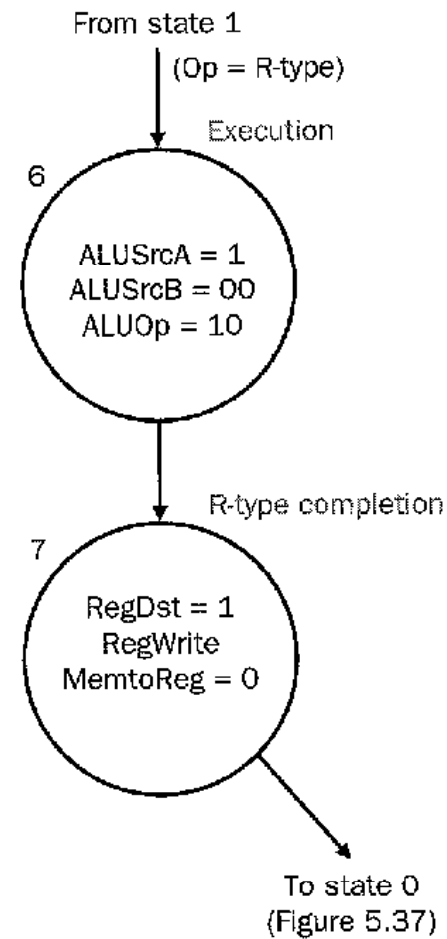 From state 1
(Op = R-type)
Execution
6
ALUSrcA = 1
ALUSrcB = 00
ALUOp = 10
R-type completion
7
RegDst = 1
RegWrite
MemtoReg = 0
To state 0
(Figure 5.37)